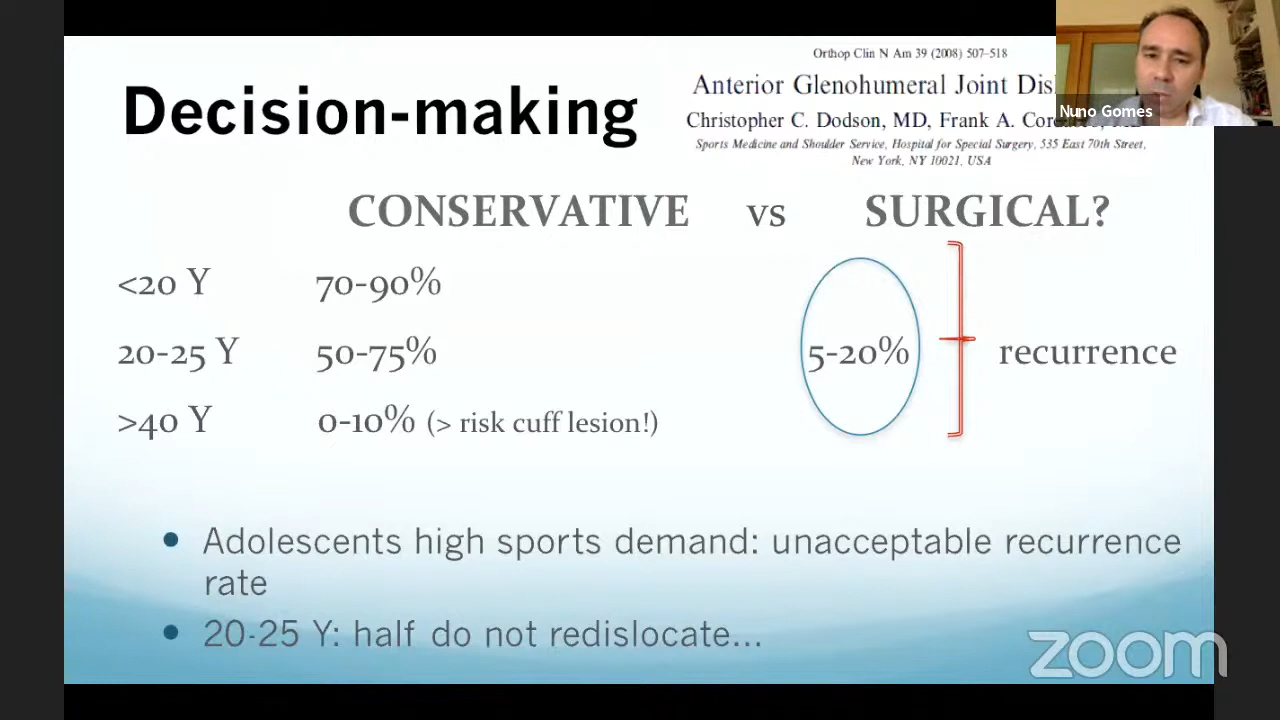 Orthop Clin N Am 39 (2008) 507–518
Decision-making
Anterior Glenohumeral Joint
Christopher C. Dodson, MD, Frank A.
Nuno Gomes
Sports Medicine and Shoulder Service, Hospital for Special Surgery, 535 East 70th Street,
New York, NY 10021, USA
CONSERVATIVE vs SURGICAL?
<20 Y 70-90%
20-25 Y 50-75% 5-20% recurrence
>40 Y 0-10% (> risk cuff lesion!)
• Adolescents high sports demand: unacceptable recurrence
rate
• 20-25 Y: half do not redislocate...
zoom